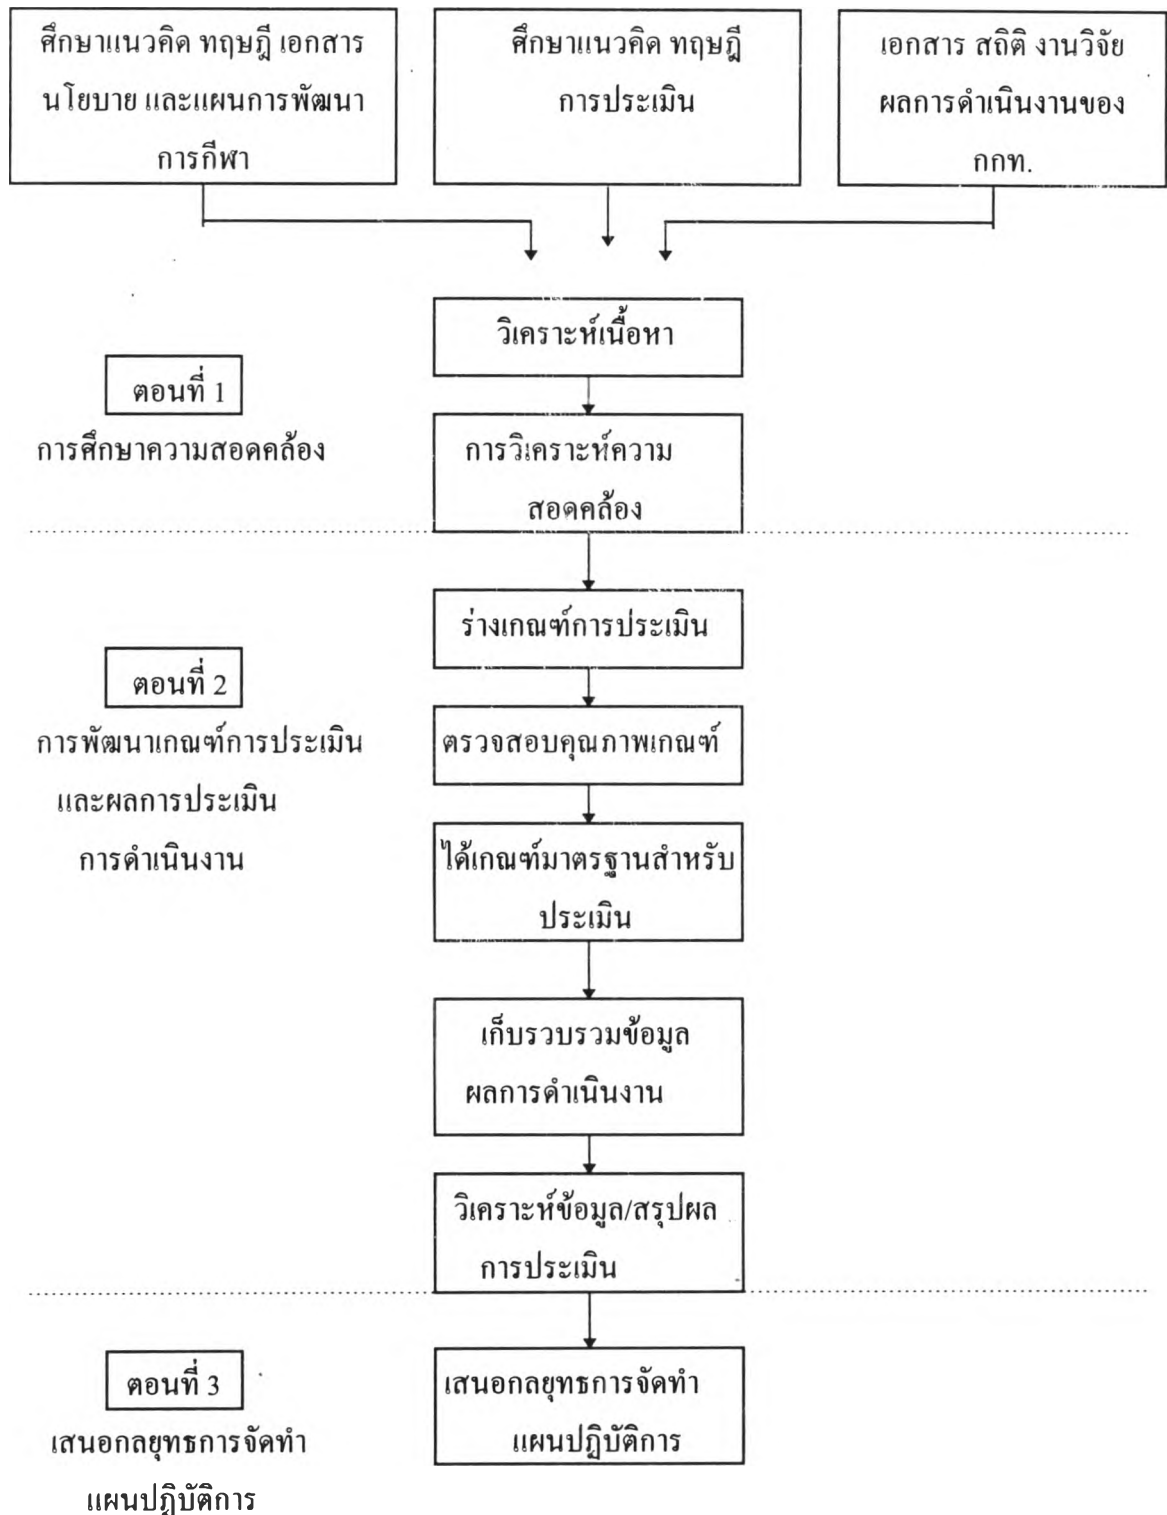 ศึกษาแนวคิด ทฤษฎี เอกสาร
นโยบาย และแผนการพัฒนา
การกีฬา
ศึกษาแนวคิด ทฤษฎี
การประเมิน
เอกสาร สถิติ งานวิจัย
ผลการดำเนินงานของ
กกท.
วิเคราะห์เนื้อหา
ตอนที่ 1
การศึกษาความสอดคล้อง
การวิเคราะห์ความ
สอดคล้อง
ร่างเกณฑ์การประเมิน
ตอนที่ 2
การพัฒนาเกณฑ์การประเมิน
และผลการประเมิน
การดำเนินงาน
ตรวจสอบคุณภาพเกณฑ์
ได้เกณฑ์มาตรฐานสำหรับ
ประเมิน
เก็บรวบรวมข้อมูล
ผลการดำเนินงาน
วิเคราะห์ข้อมูล/สรุปผล
การประเมิน
ตอนที่ 3
เสนอกลยุทธการจัดทำ
แผนปฏิบัติการ
เสนอกลยุทธการจัดทำ
แผนปฏิบัติการ